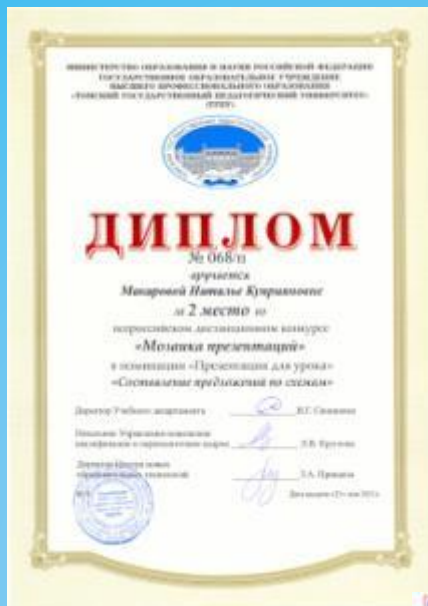 МИНИСТЕРСТВО ОБРАЗОВАНИЯ И НАУКИ РОССИЙСКОЙ ФЕДЕРАЦИИ
ГОСУДАРСТВЕННОЕ ОБРАЗОВАТЕЛЬНОЕ УЧРЕЖДЕНИЕ
ВЫСШЕГО ПРОФЕССИОНАЛЬНОГО ОБРАЗОВАНИЯ
«ТОМСКИЙ ГОСУДАРСТВЕННЫЙ ПЕДАГОГИЧЕСКИЙ УНИВЕРСИТЕТ»
(ТГПУ)
ДИПЛОМ
№ 068/п
вручается
Макаровой Наталье Куприяновне
за 2 место во
всероссийском дистанционном конкурсе
«Мозаика презентаций»
в номинации «Презентация для урока»
«Составление предложений по схемам»
Директор Учебного департамента
Начальник Управления повышения
квалификации и переподготовки кадров
Директор Центра новых
образовательных технологий